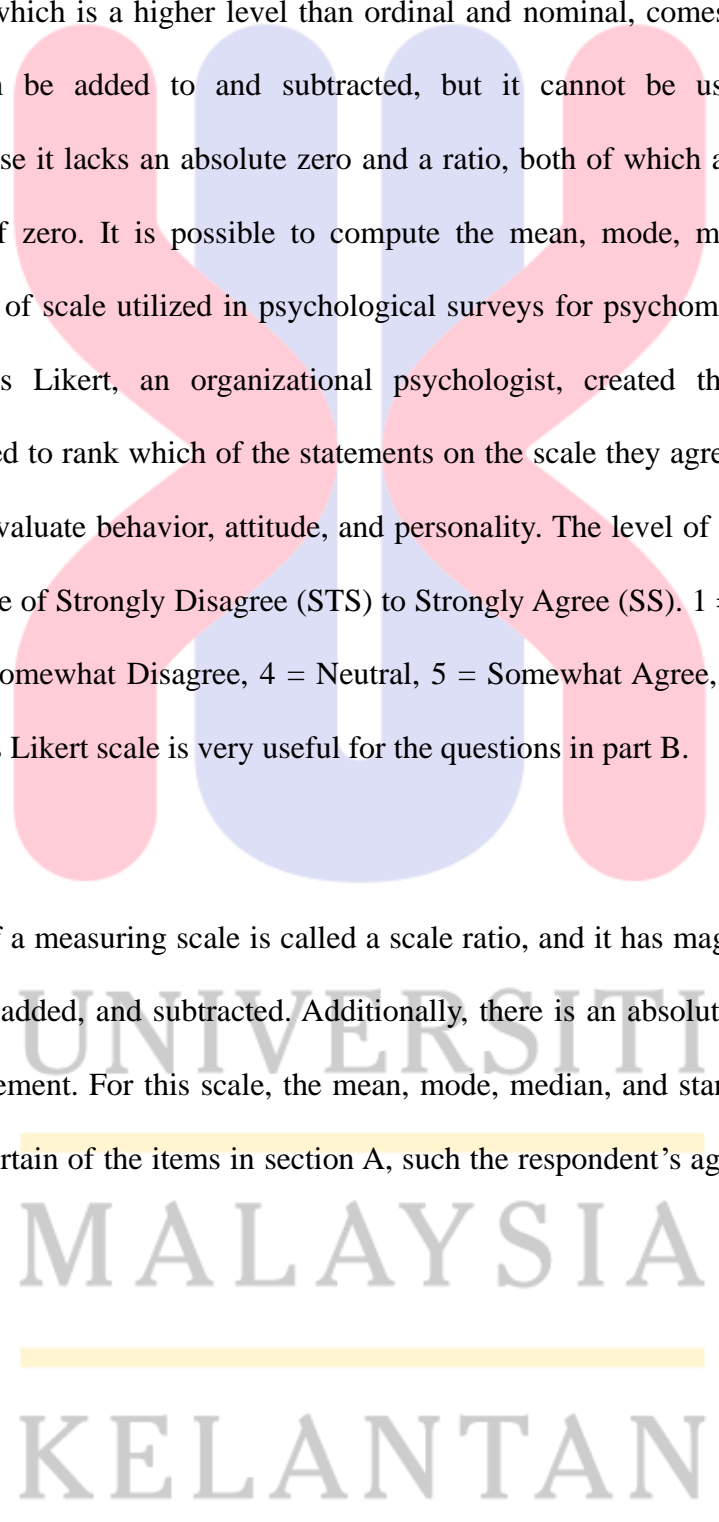 which is a higher level than ordinal and nominal, comes
be added to and subtracted, but it cannot be us
se it lacks an absolute zero and a ratio, both of which a
f zero. It is possible to compute the mean, mode, m
of scale utilized in psychological surveys for psychom
s Likert, an organizational psychologist, created th
ed to rank which of the statements on the scale they agre
valuate behavior, attitude, and personality. The level of
e of Strongly Disagree (STS) to Strongly Agree (SS). 1 =
omewhat Disagree, 4 = Neutral, 5 = Somewhat Agree,
s Likert scale is very useful for the questions in part B.
f a measuring scale is called a scale ratio, and it has mag
added, and subtracted. Additionally, there is an absolut
UNIVERSITI
ement. For this scale, the mean, mode, median, and stan
rtain of the items in section A, such the respondent’s ag
MALAYSIA
KELANTAN